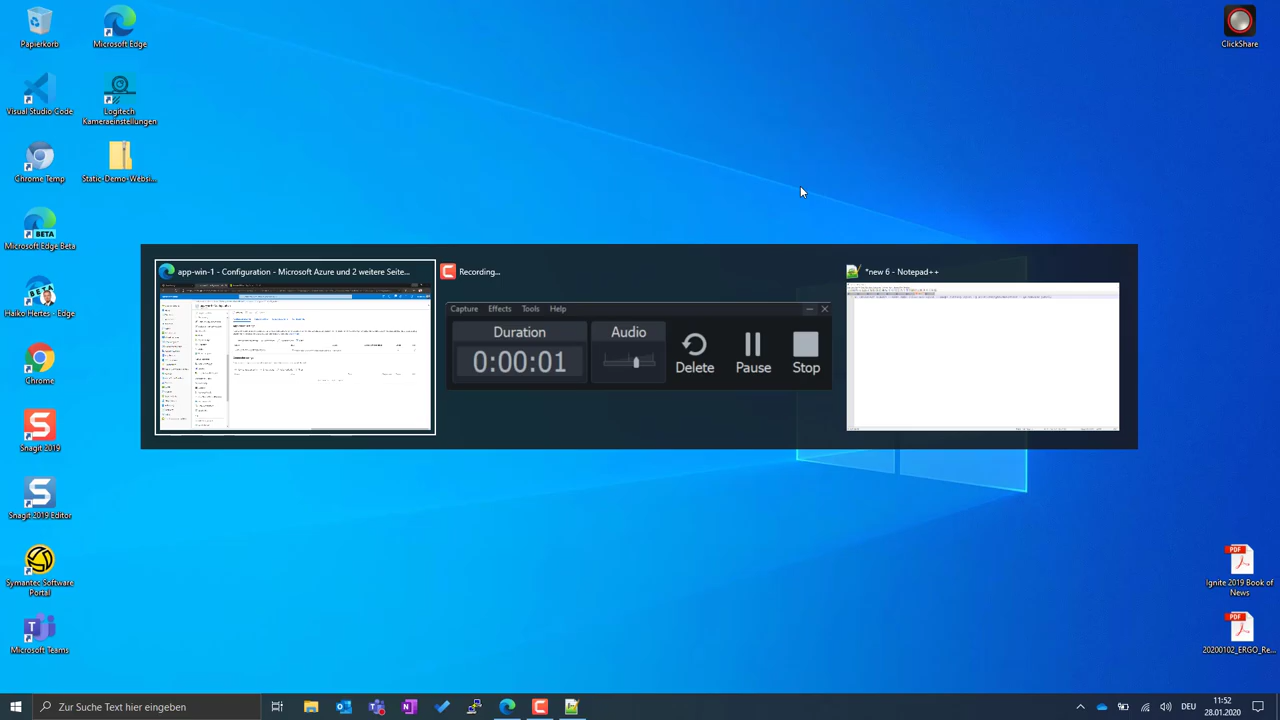 Papierkorb
Microsoft Edge
ClickShare
Visual Studio Code
Logitech
Kameraeinstellungen
Chrome Temp
Static-Demo-Websi...
Microsoft Edge Beta
Haiko Hertes - Edge
Chrome
Snagit 2019
Snagit 2019 Editor
Symantec Software
Portal
Microsoft Teams
app-win-1 - Configuration - Microsoft Azure und 2 weitere Seite...
Recording...
*new 6 - Notepad++
Capture Effects Tools Help
Duration Audio
0:00:01
Delete Pause Stop
Ignite 2019 Book of
News
20200102_ERGO_Re...
Zur Suche Text hier eingeben
DEU
11:52
28.01.2020